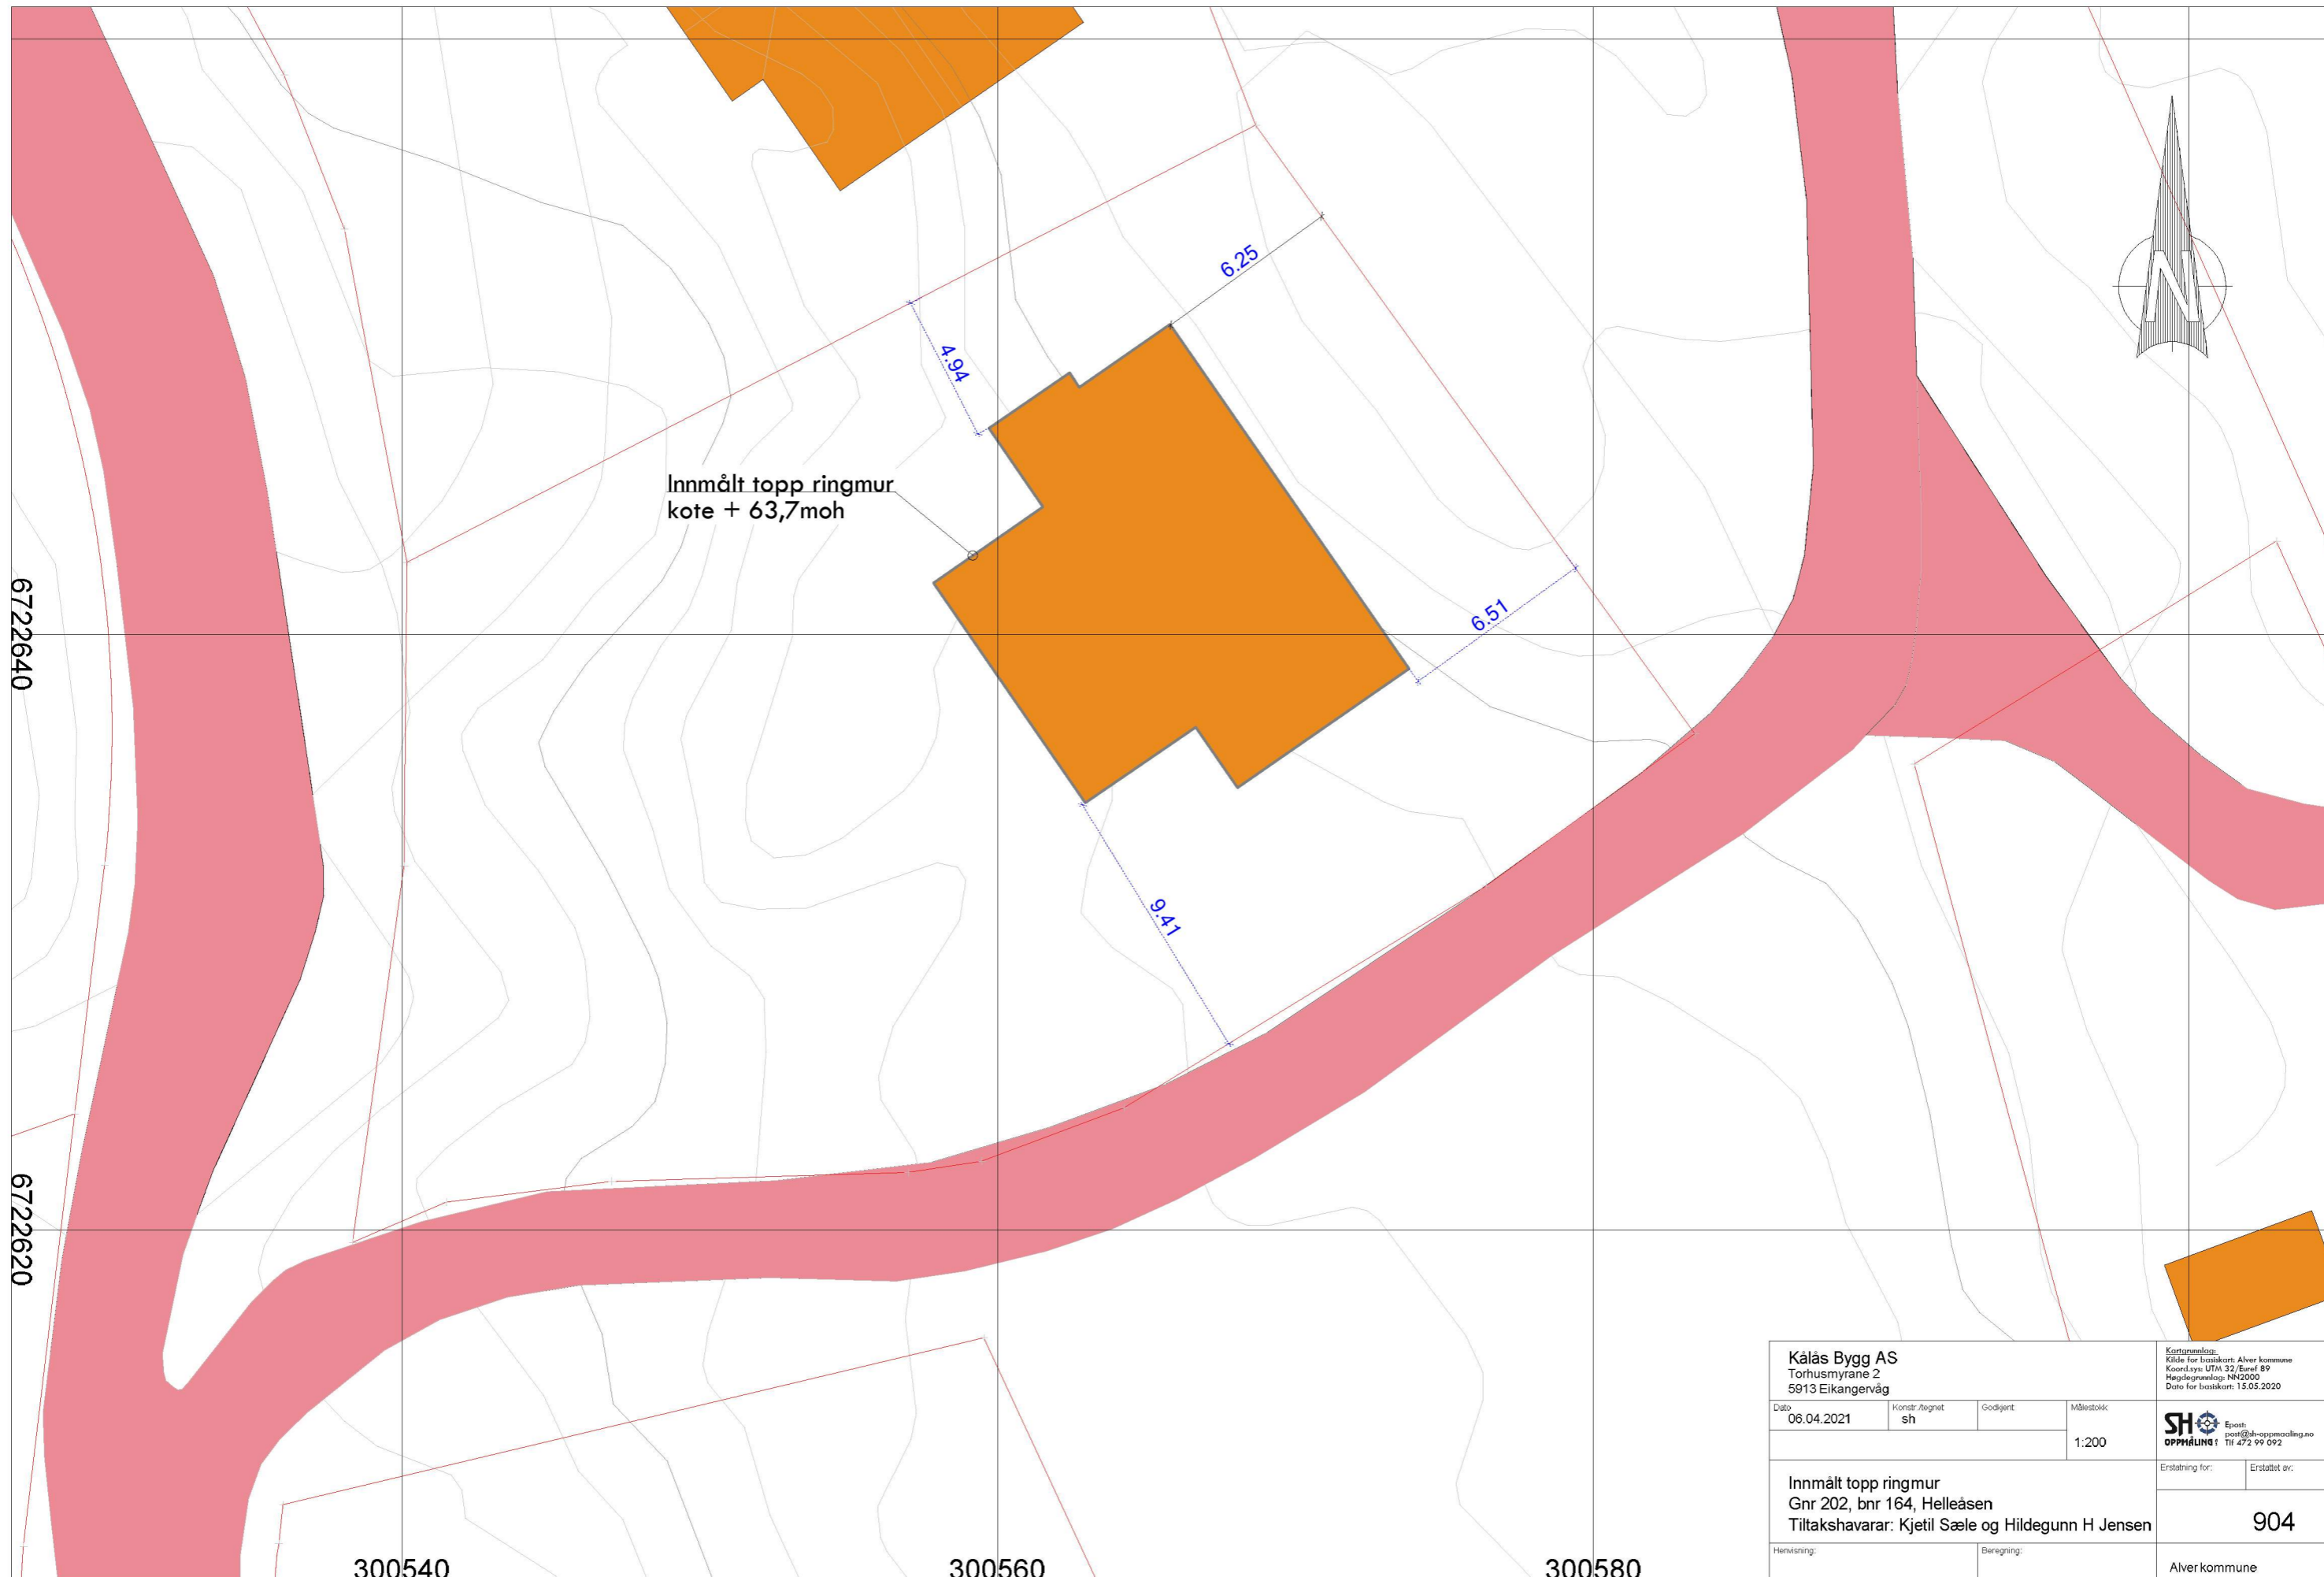 6.25
4.94
Innmålt topp ringmur
kote + 63,7moh
6.51
9.41
6722640
6722620
300540
300560
300580
N
Kålås Bygg AS
Torhusmyrane 2
5913 Eikangervåg
Dato
06.04.2021
Konstr./tegnet
sh
Godkjent
Målestokk:
1:200
Kartgrunnlag:
Kilde for basiskart: Alver kommune
Koord.sys: UTM 32/Euref 89
Høgdegrunnlag: NN2000
Dato for basiskart: 15.05.2020
SH
OPPMÅLING
Epost:
post@sh-oppmaaling.no
Tlf 472 99 092
Innmålt topp ringmur
Gnr 202, bnr 164, Helleåsen
Tiltakshavarar: Kjetil Sæle og Hildegunn H Jensen
Erstatning for:
Erstattet av:
904
Henvisning:
Beregning:
Alver kommune